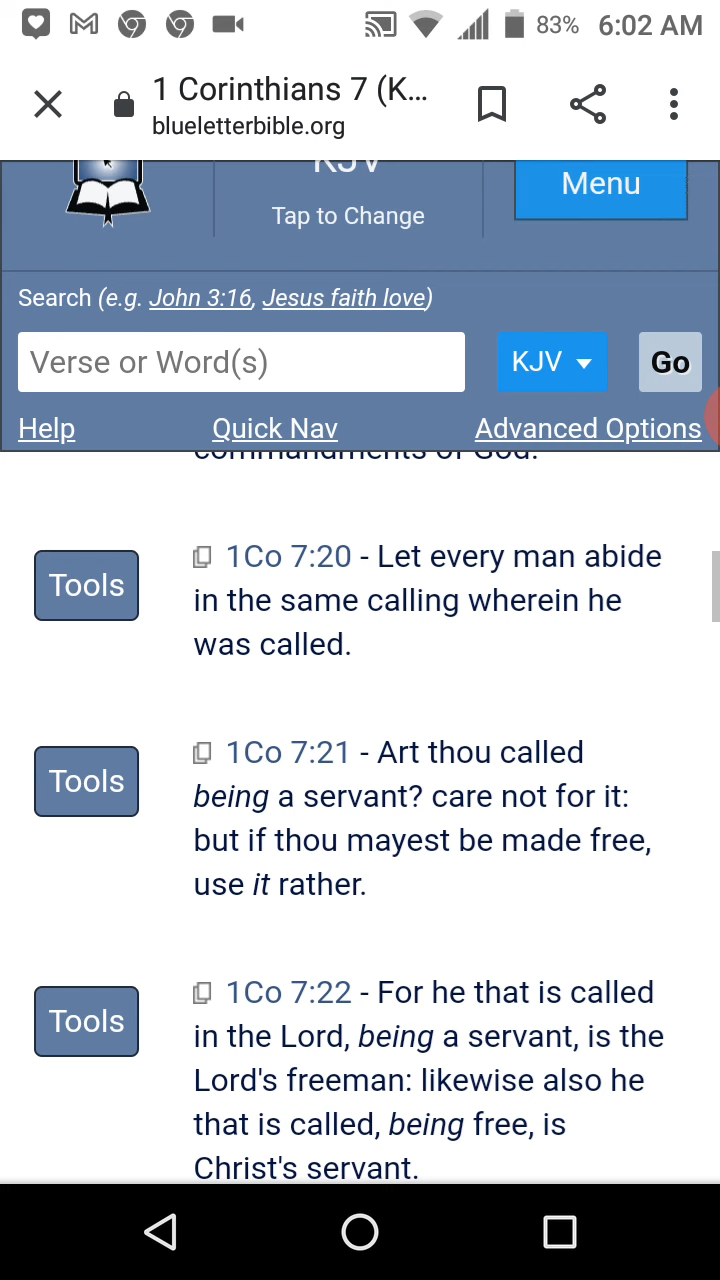 83% 6:02 AM
1 Corinthians 7 (K...
blueletterbible.org
KJV
Tap to Change
Menu
Search (e.g. John 3:16, Jesus faith love)
Verse or Word(s)
KJV
Go
Help Quick Nav Advanced Options
commandments of God.
Tools
1Co 7:20 - Let every man abide
in the same calling wherein he
was called.
Tools
1Co 7:21 - Art thou called
being a servant? care not for it:
but if thou mayest be made free,
use it rather.
Tools
1Co 7:22 - For he that is called
in the Lord, being a servant, is the
Lord's freeman: likewise also he
that is called, being free, is
Christ's servant.